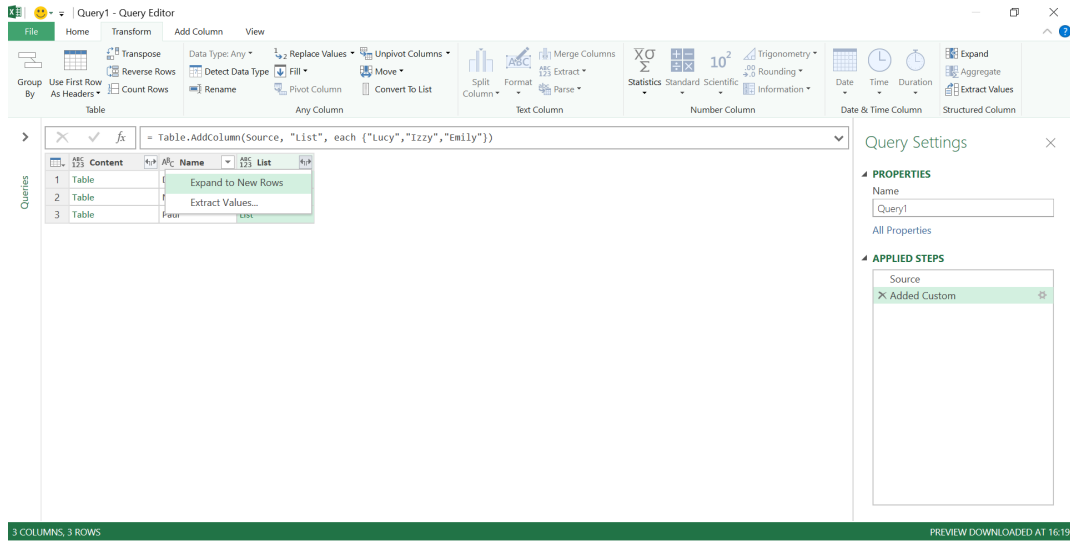 Query1 - Query Editor
File Home Transform Add Column View
Group By
Use First Row As Headers
Transpose
Reverse Rows
Count Rows
Table
Data Type: Any
Detect Data Type
Rename
Replace Values
Fill
Pivot Column
Unpivot Columns
Move
Convert To List
Any Column
Split Column
Format
Merge Columns
Extract
Parse
Text Column
Statistics
Standard
Scientific
Trigonometry
Rounding
Information
Number Column
Date
Time
Duration
Date & Time Column
Expand
Aggregate
Extract Values
Structured Column
Queries
fx = Table.AddColumn(Source, "List", each {"Lucy","Izzy","Emily"})
ABC 123 Content ABC Name ABC 123 List
1 Table
2 Table
3 Table Paul List
Expand to New Rows
Extract Values...
Query Settings
PROPERTIES
Name
Query1
All Properties
APPLIED STEPS
Source
Added Custom
3 COLUMNS, 3 ROWS
PREVIEW DOWNLOADED AT 16:19